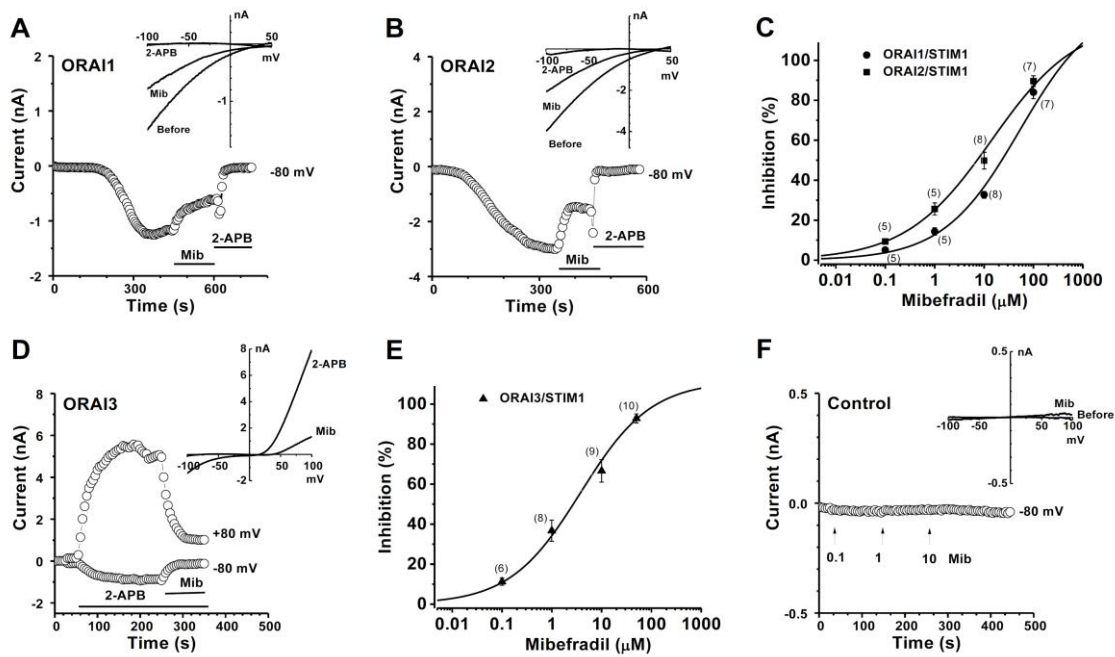 A
ORAI1
Current (nA)
2
1
0
-1
-2
0
300
600
Time (s)
-80 mV
Mib
2-APB
nA
-100
-50
50
mV
2-APB
Mib
Before
-1
B
ORAI2
Current (nA)
2
0
-2
-4
0
300
600
Time (s)
-80 mV
Mib
2-APB
nA
-100
-50
50
mV
2-APB
Mib
Before
-2
-4
C
ORAI1/STIM1
ORAI2/STIM1
Inhibition (%)
100
80
60
40
20
0
(5)
(5)
(5)
(5)
(8)
(8)
(7)
(7)
0.01
0.1
1
10
100
1000
Mibefradil (μM)
D
ORAI3
Current (nA)
8
6
4
2
0
-2
0
100
200
300
400
500
Time (s)
+80 mV
-80 mV
Mib
2-APB
8
nA
6
4
2
-2
-100
-50
50
100
mV
2-APB
Mib
E
ORAI3/STIM1
Inhibition (%)
100
80
60
40
20
0
(6)
(8)
(9)
(10)
0.01
0.1
1
10
100
1000
Mibefradil (μM)
F
Control
Current (nA)
0.5
0.0
-0.5
0
100
200
300
400
500
Time (s)
-80 mV
0.1
1
10
Mib
0.5
nA
Mib
Before
-100
-50
50
100
mV
-0.5